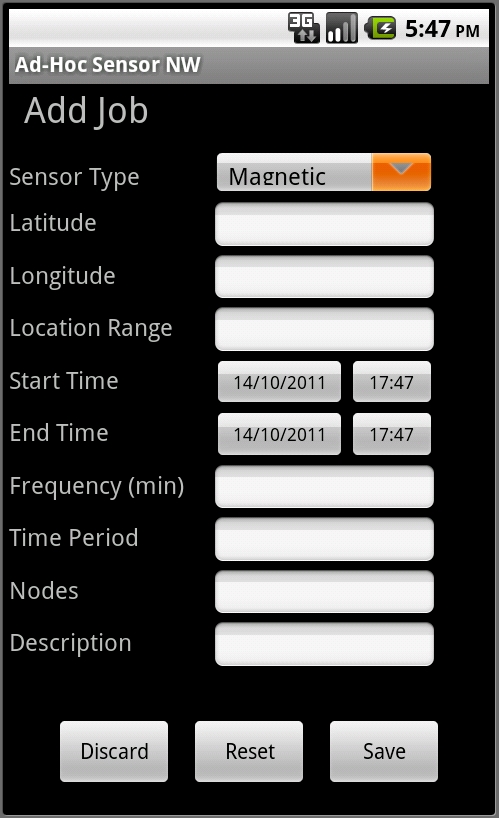 3G 5:47 PM
Ad-Hoc Sensor NW
Add Job
Sensor Type Magnetic
Latitude
Longitude
Location Range
Start Time 14/10/2011 17:47
End Time 14/10/2011 17:47
Frequency (min)
Time Period
Nodes
Description
Discard Reset Save